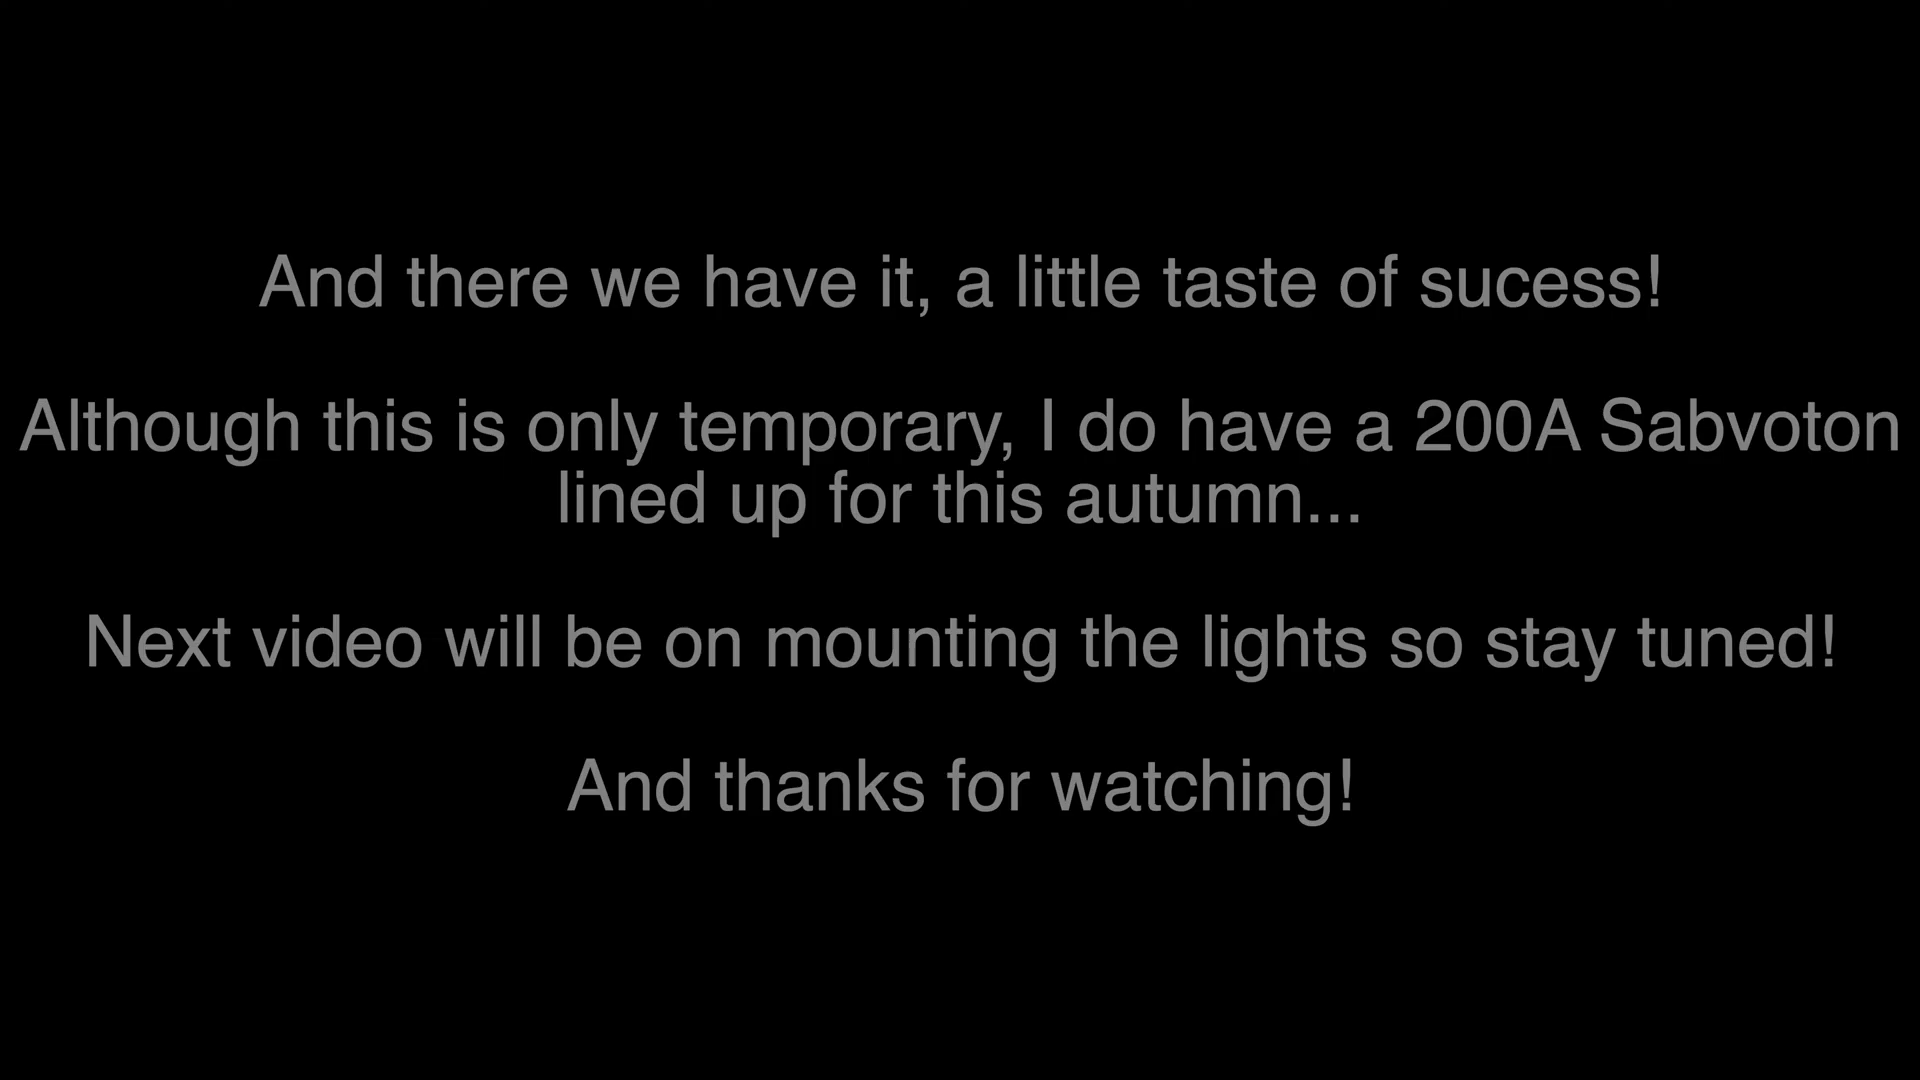 And there we have it, a little taste of sucess!
Although this is only temporary, I do have a 200A Sabvoton
lined up for this autumn...
Next video will be on mounting the lights so stay tuned!
And thanks for watching!